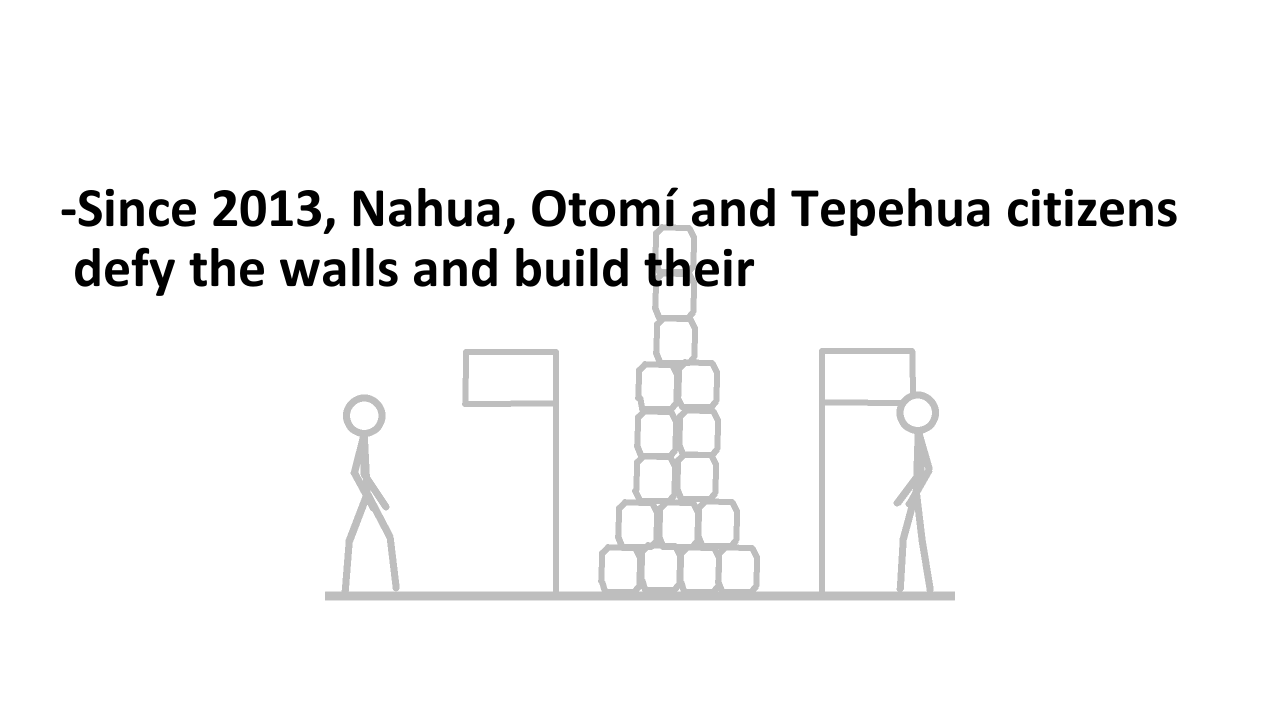 -Since 2013, Nahua, Otomí and Tepehua citizens
defy the walls and build their